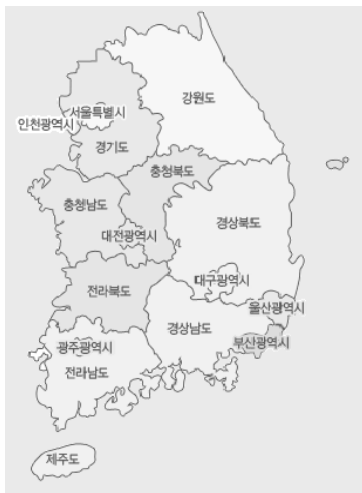 강원도
서울특별시
인천광역시
경기도
충청북도
충청남도
대전광역시
경상북도
대구광역시
전라북도
울산광역시
경상남도
부산광역시
광주광역시
전라남도
제주도